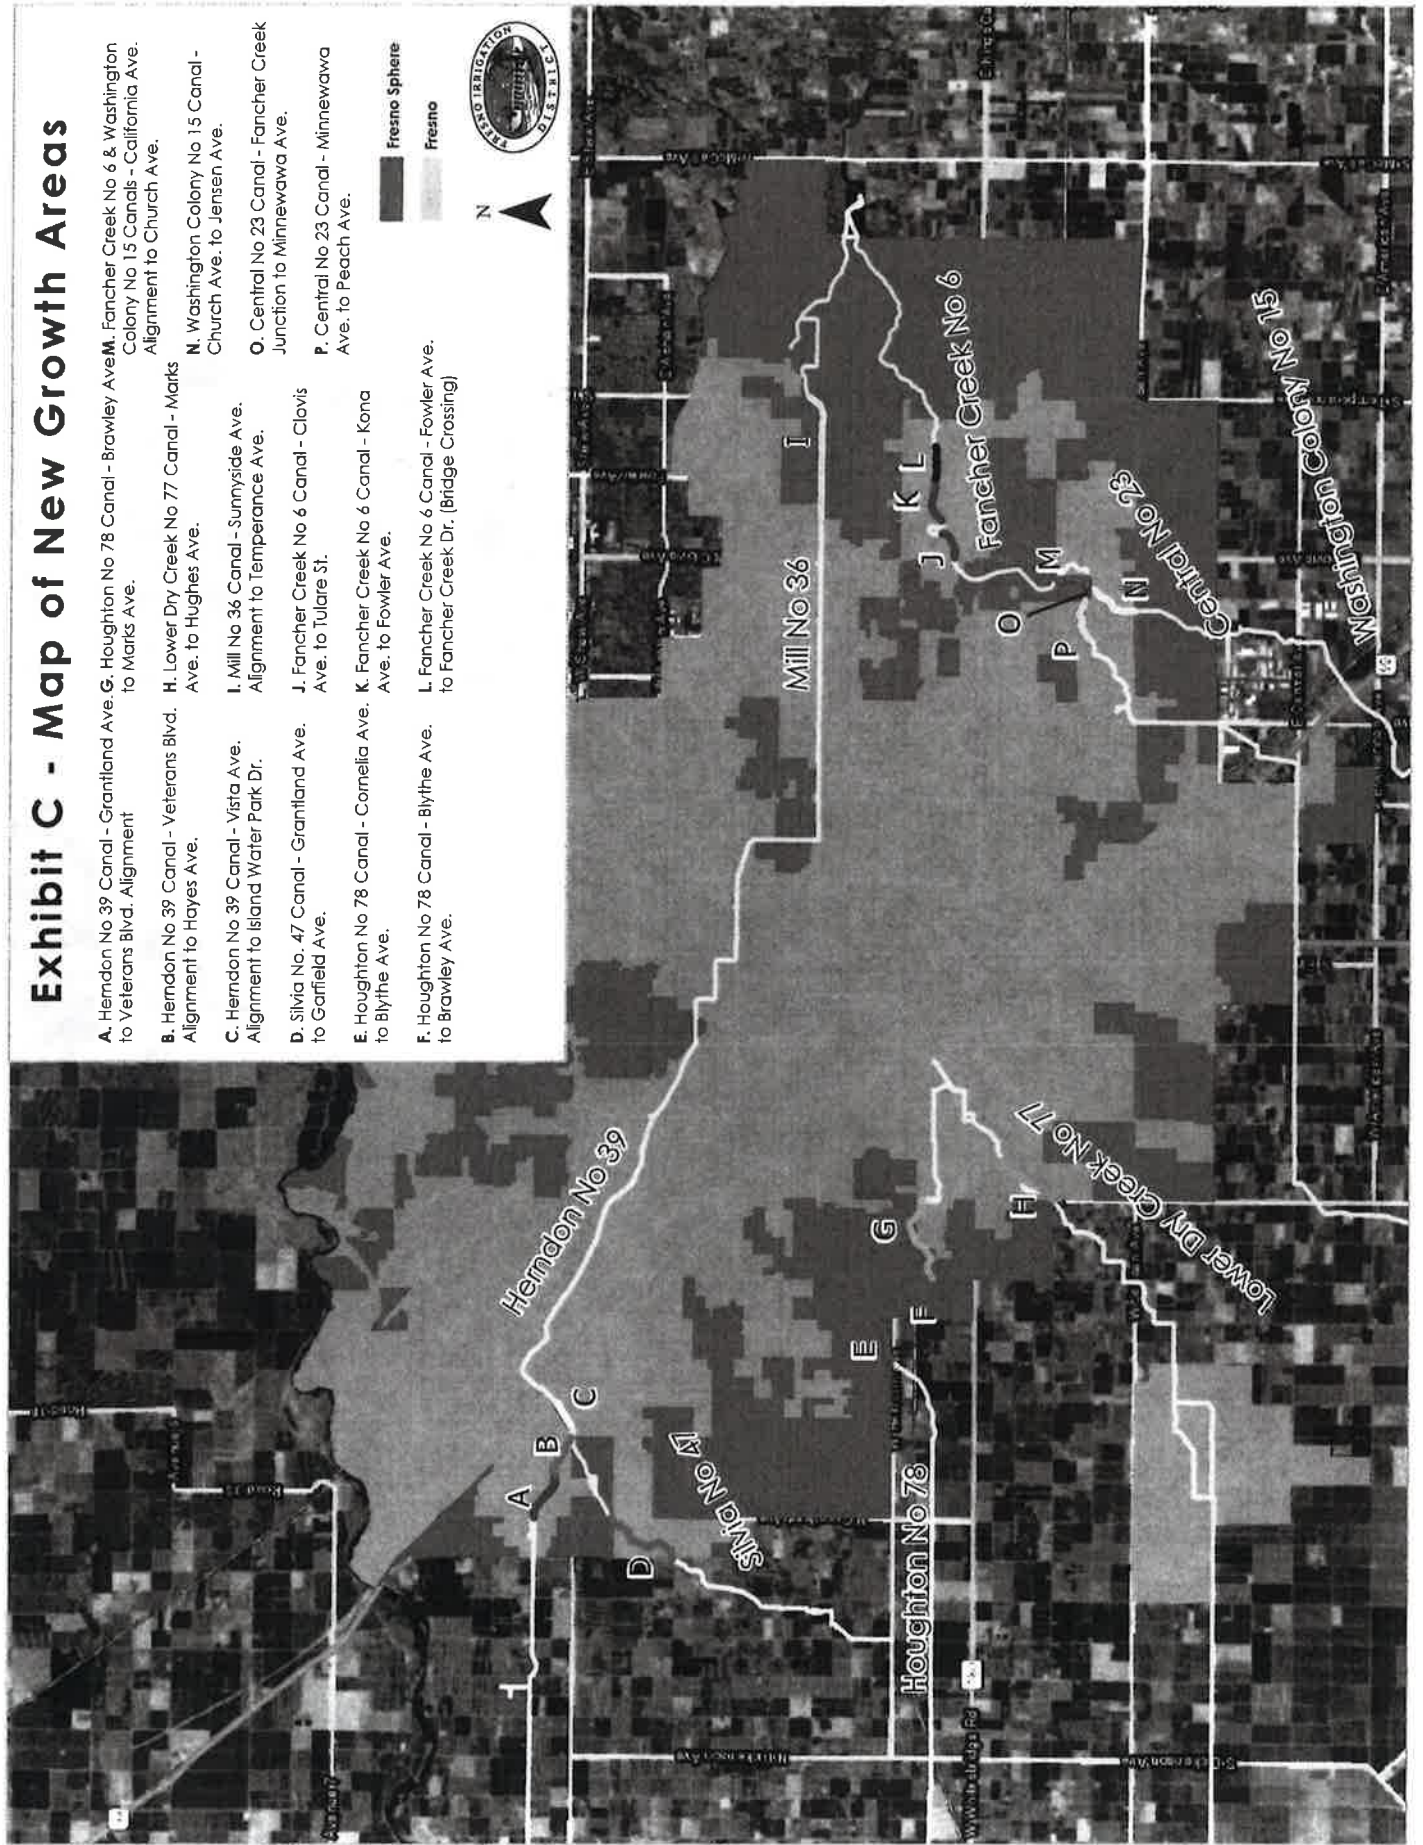 Exhibit C - Map of New Growth Areas
A. Herndon No 39 Canal - Grantland Ave.
to Veterans Blvd. Alignment
B. Herndon No 39 Canal - Veterans Blvd.
Alignment to Hayes Ave.
C. Herndon No 39 Canal - Vista Ave.
Alignment to Island Water Park Dr.
D. Silvia No. 47 Canal - Grantland Ave.
to Garfield Ave.
E. Houghton No 78 Canal - Cornelia Ave.
to Blythe Ave.
F. Houghton No 78 Canal - Blythe Ave.
to Brawley Ave.
G. Houghton No 78 Canal - Brawley Ave
to Marks Ave.
H. Lower Dry Creek No 77 Canal - Marks
Ave. to Hughes Ave.
I. Mill No 36 Canal - Sunnyside Ave.
Alignment to Temperance Ave.
J. Fancher Creek No 6 Canal - Clovis
Ave. to Tulare St.
K. Fancher Creek No 6 Canal - Kona
Ave. to Fowler Ave.
L. Fancher Creek No 6 Canal - Fowler Ave.
to Fancher Creek Dr. (Bridge Crossing)
M. Fancher Creek No 6 & Washington
Colony No 15 Canals - California Ave.
Alignment to Church Ave.
N. Washington Colony No 15 Canal -
Church Ave. to Jensen Ave.
O. Central No 23 Canal - Fancher Creek
Junction to Minnewawa Ave.
P. Central No 23 Canal - Minnewawa
Ave. to Peach Ave.
Fresno Sphere
Fresno
N
FRESNO IRRIGATION
DISTRICT
Herndon No 39
Mill No 36
Fancher Creek No 6
Central No 23
Washington Colony No 15
Silvia No 47
Houghton No 78
Lower Dry Creek No 77
A
B
C
D
E
F
G
H
I
J
K
L
M
N
O
P